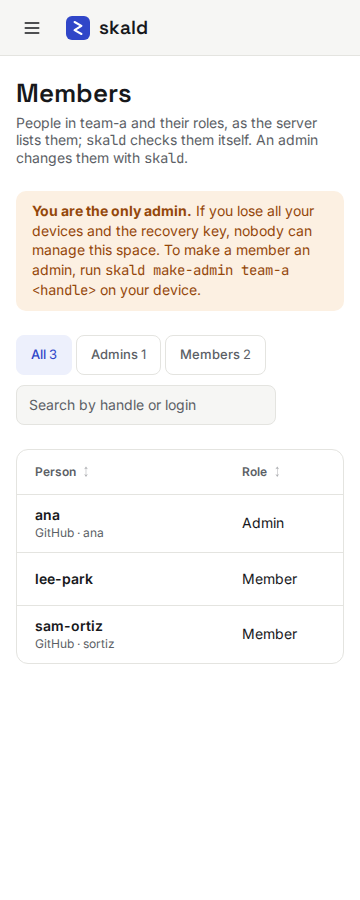 skald
Members
People in team-a and their roles, as the server
lists them; skald checks them itself. An admin
changes them with skald.
You are the only admin. If you lose all your
devices and the recovery key, nobody can
manage this space. To make a member an
admin, run skald make-admin team-a
<handle> on your device.
All 3 Admins 1 Members 2
Search by handle or login
Person Role
ana
GitHub · ana
Admin
lee-park Member
sam-ortiz
GitHub · sortiz
Member